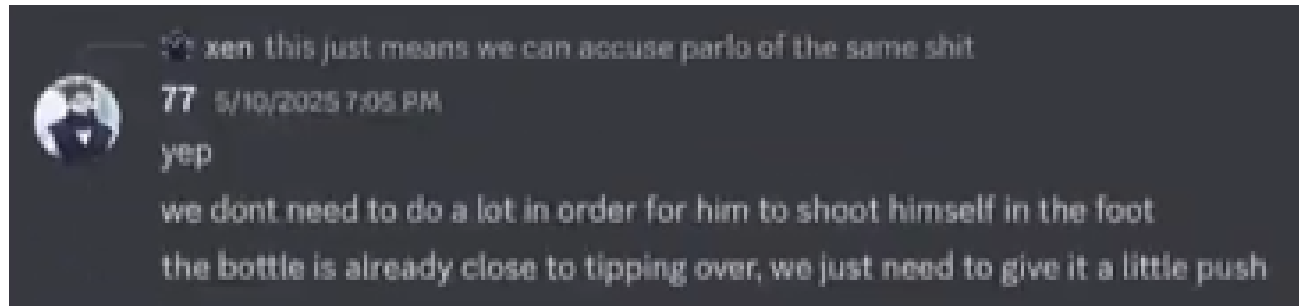 xen this just means we can accuse parlo of the same shit
77 5/10/2025 7:05 PM
yep
we dont need to do a lot in order for him to shoot himself in the foot
the bottle is already close to tipping over, we just need to give it a little push